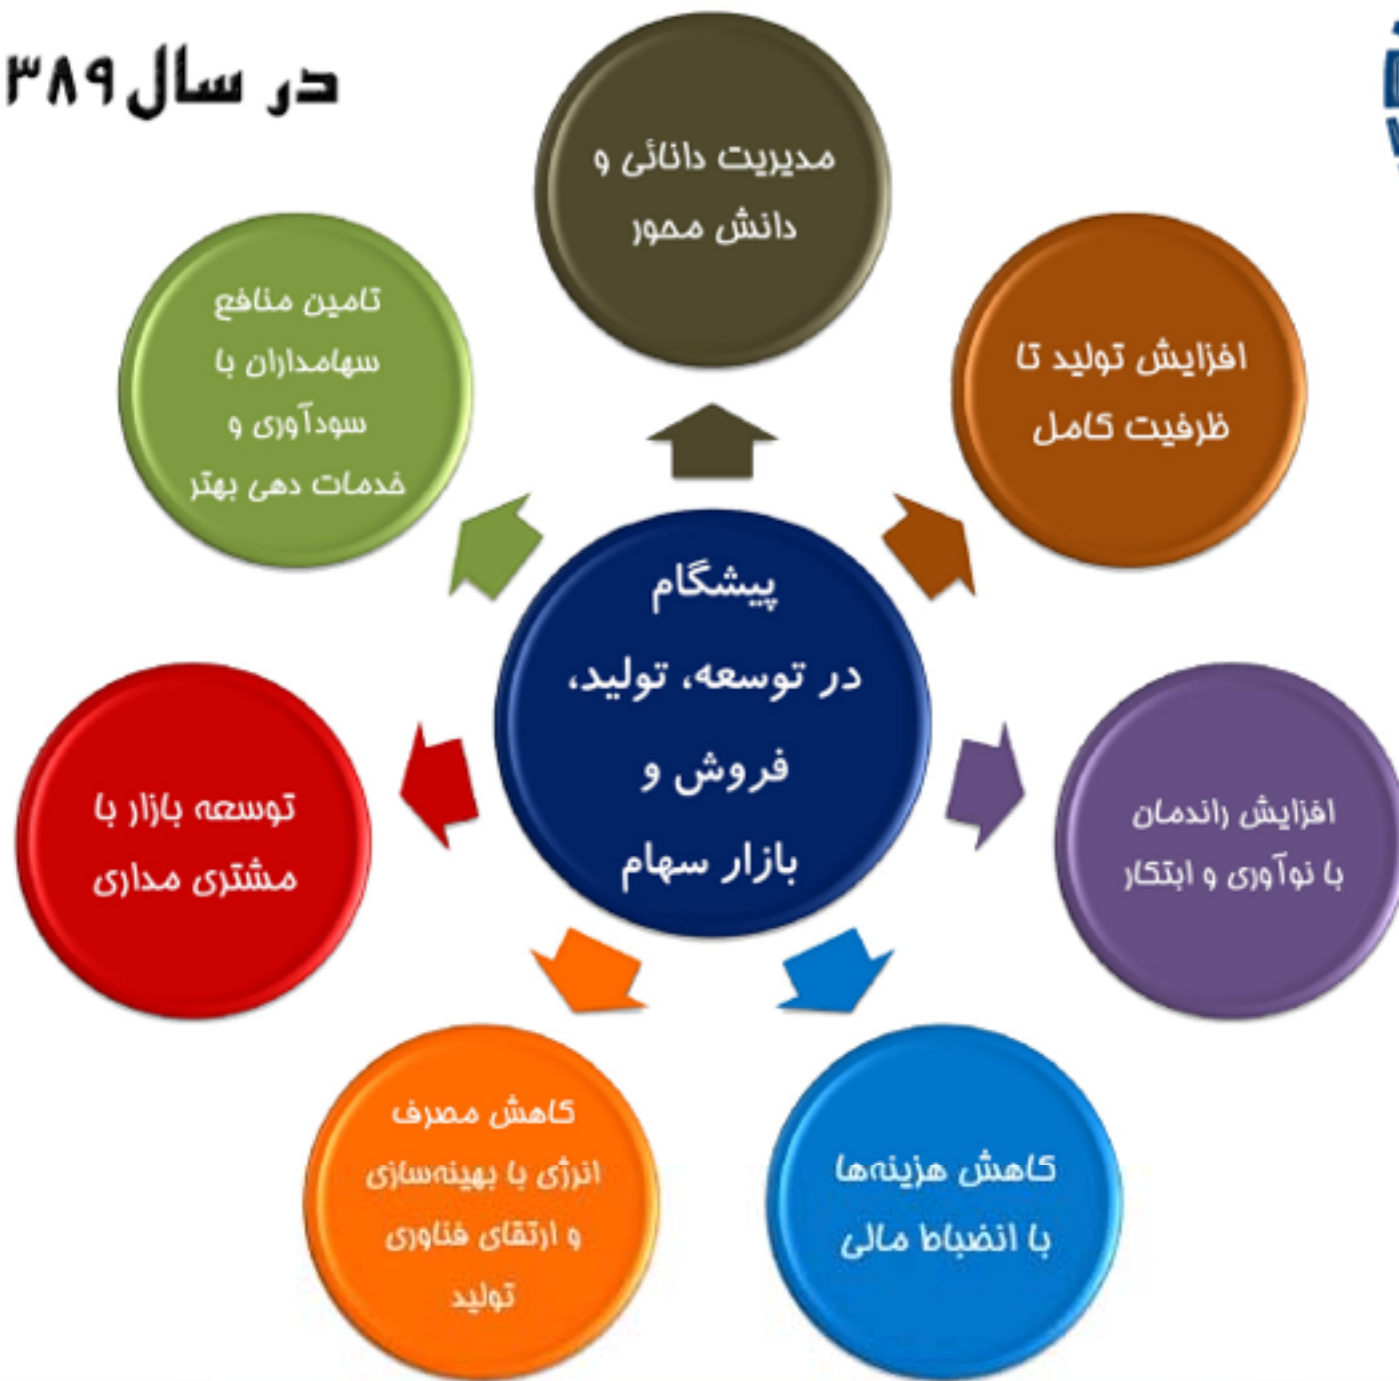 در سال ۳۸۹
مدیریت دانائی و
دانش محور
افزایش تولید تا
ظرفیت کامل
افزایش راندمان
با نوآوری و ابتکار
کاهش هزینه‌ها
با انضباط مالی
کاهش مصرف
انرژی با بهینه‌سازی
و ارتقای فناوری
تولید
توسعه بازار با
مشتری مداری
تامین منافع
سهامداران با
سودآوری و
خدمات دهی بهتر
پیشگام
در توسعه، تولید،
فروش و
بازار سهام